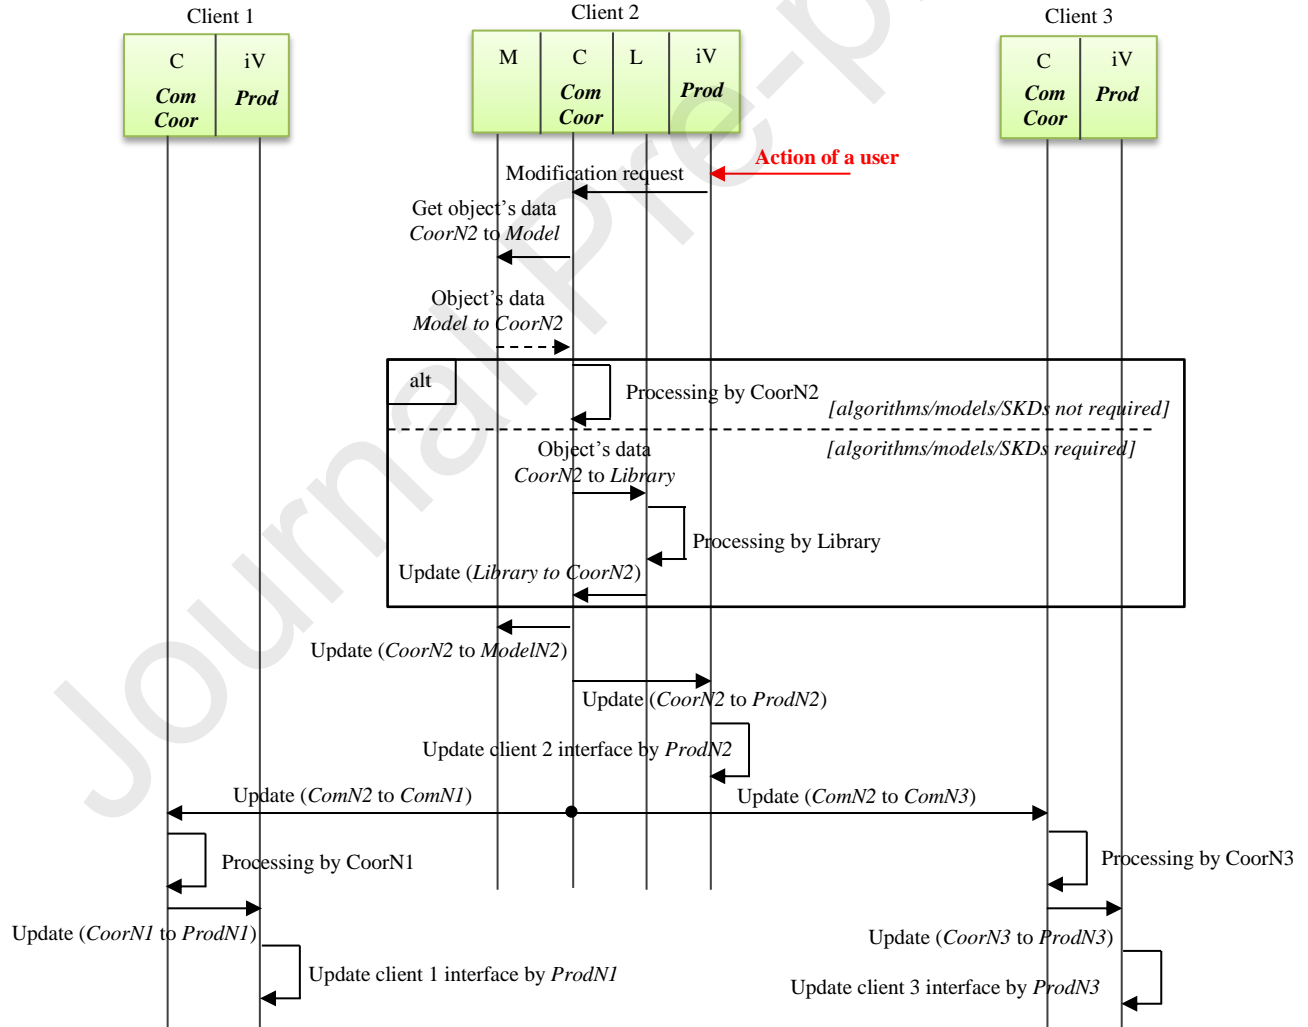 Client 1
Client 2
Client 3
C
iV
Com
Coor
Prod
M
C
L
iV
Com
Coor
Prod
C
iV
Com
Coor
Prod
Action of a user
Modification request
Get object's data
CoorN2 to Model
Object's data
Model to CoorN2
alt
Processing by CoorN2
[algorithms/models/SKDs not required]
[algorithms/models/SKDs required]
Object's data
CoorN2 to Library
Processing by Library
Update (Library to CoorN2)
Update (CoorN2 to ModelN2)
Update (CoorN2 to ProdN2)
Update client 2 interface by ProdN2
Update (ComN2 to ComN1)
Update (ComN2 to ComN3)
Processing by CoorN1
Processing by CoorN3
Update (CoorN1 to ProdN1)
Update (CoorN3 to ProdN3)
Update client 1 interface by ProdN1
Update client 3 interface by ProdN3
Journal Pre-p